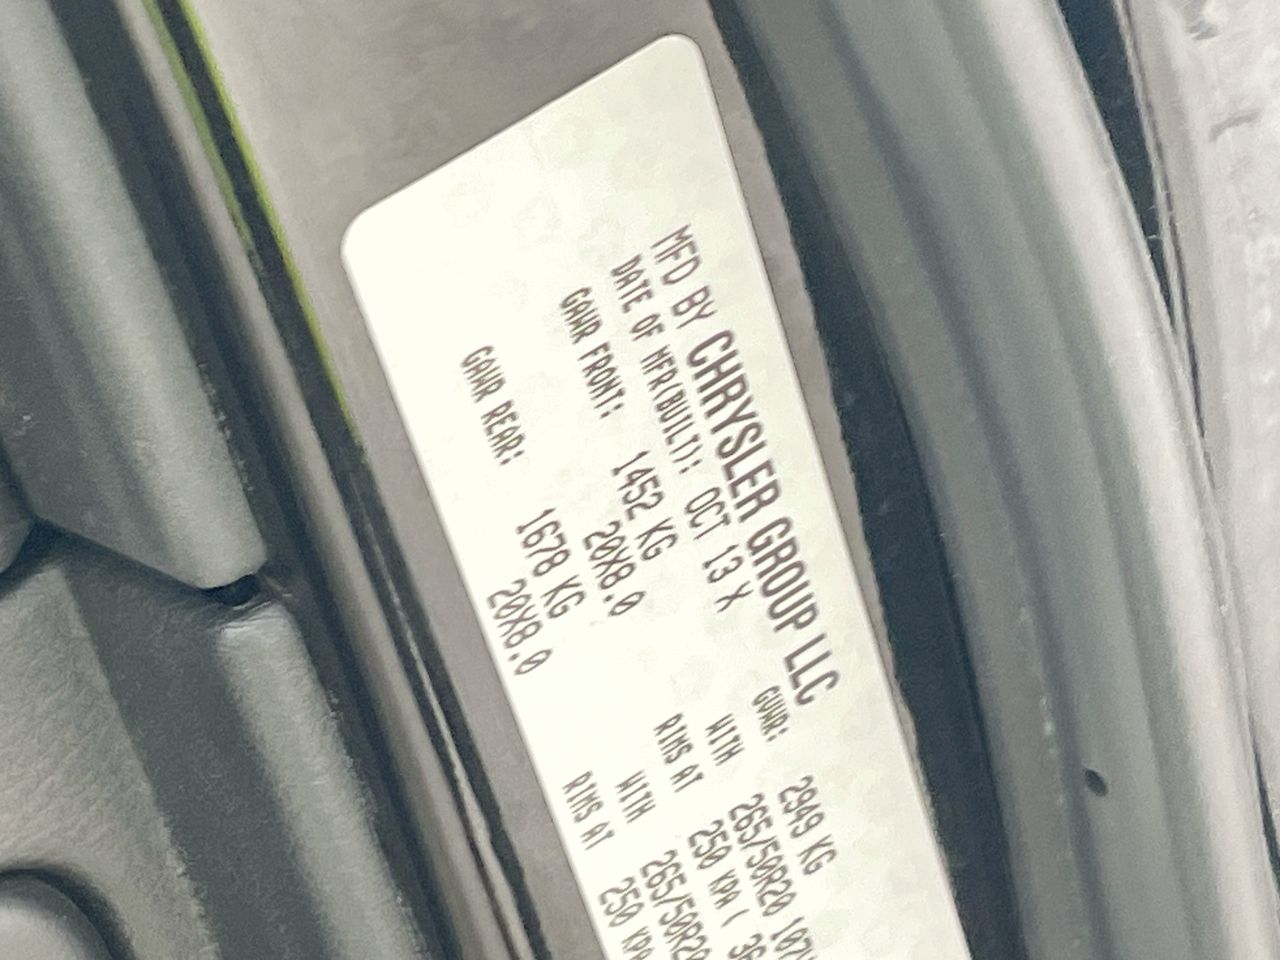 MFD BY CHRYSLER GROUP LLC
DATE OF MFR(BUILT): OCT 13 X GVWR: 2949 KG
GAWR FRONT: 1452 KG WITH 265/50R20
20X8.0 RIMS AT 250 KPA (
GAWR REAR: 1678 KG WITH 265/50R20
20X8.0 RIMS AT 250 KPA